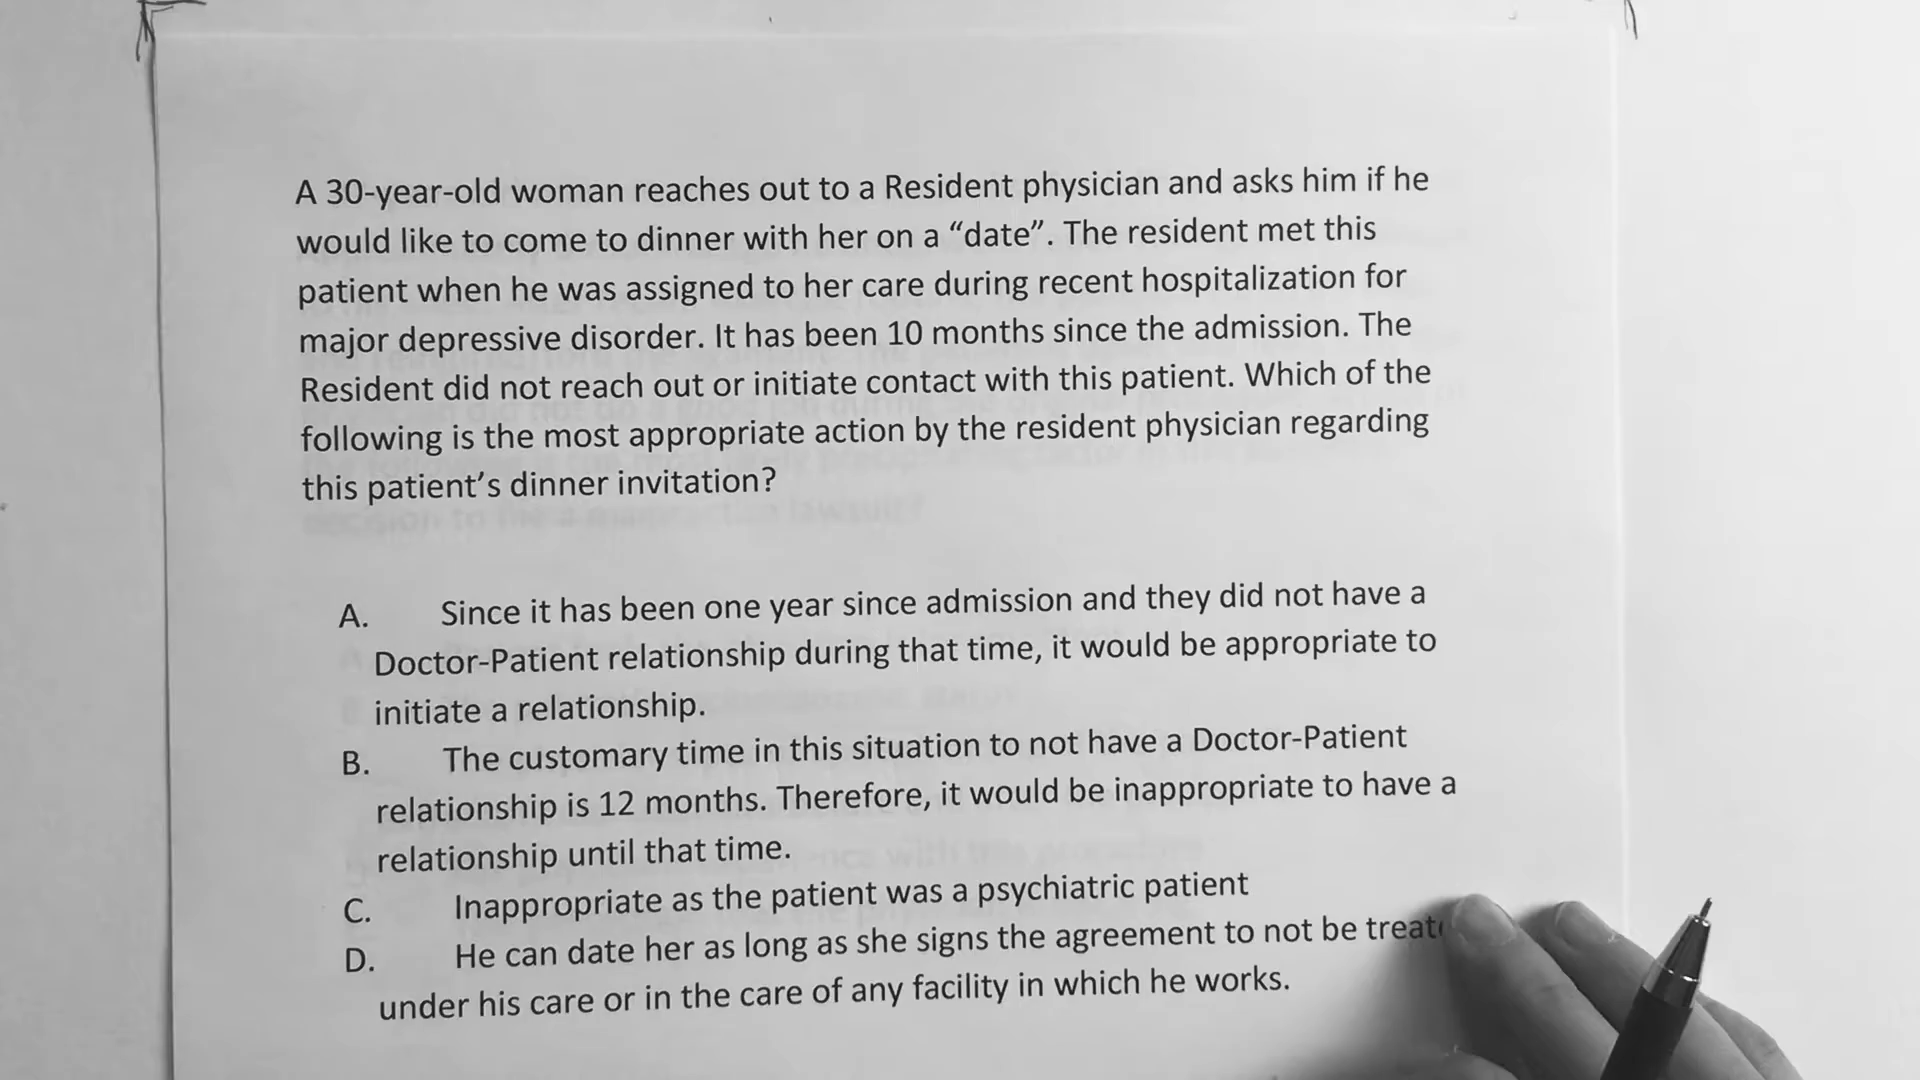 A 30-year-old woman reaches out to a Resident physician and asks him if he
would like to come to dinner with her on a “date”. The resident met this
patient when he was assigned to her care during recent hospitalization for
major depressive disorder. It has been 10 months since the admission. The
Resident did not reach out or initiate contact with this patient. Which of the
following is the most appropriate action by the resident physician regarding
this patient’s dinner invitation?
A. Since it has been one year since admission and they did not have a
Doctor-Patient relationship during that time, it would be appropriate to
initiate a relationship.
B. The customary time in this situation to not have a Doctor-Patient
relationship is 12 months. Therefore, it would be inappropriate to have a
relationship until that time.
C. Inappropriate as the patient was a psychiatric patient
D. He can date her as long as she signs the agreement to not be
under his care or in the care of any facility in which he works.